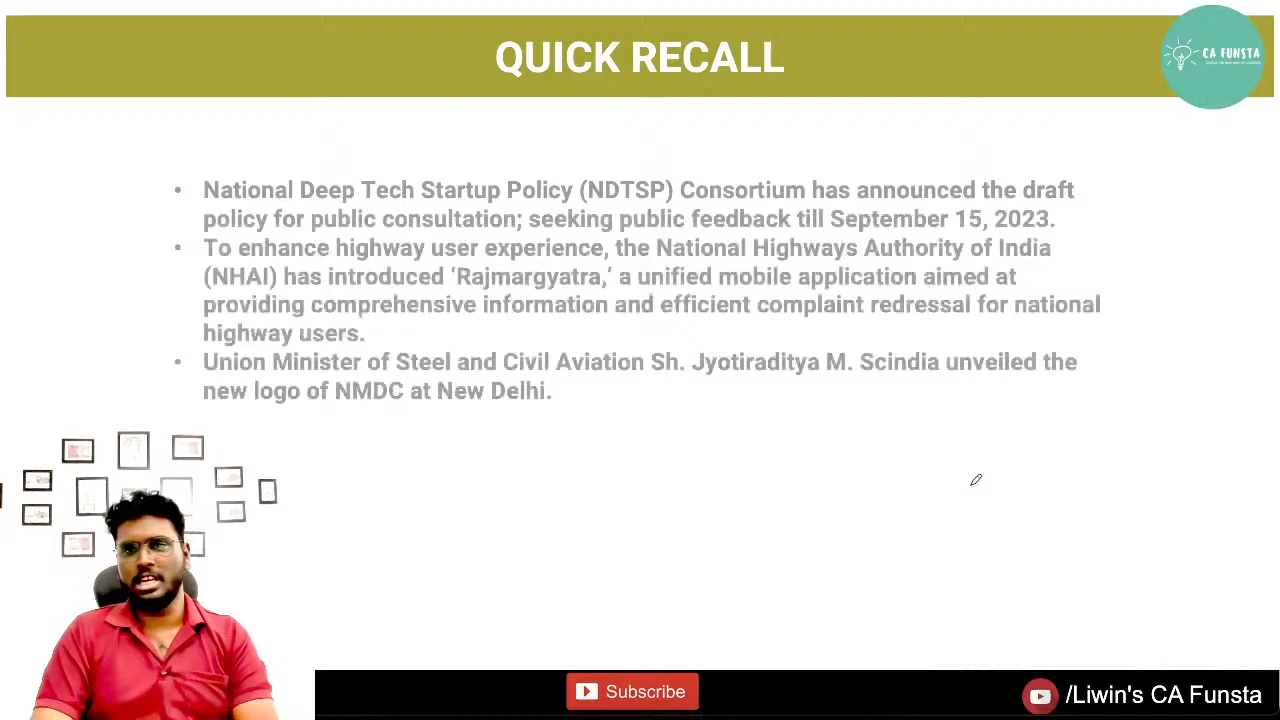 QUICK RECALL
CA FUNSTA
• National Deep Tech Startup Policy (NDTSP) Consortium has announced the draft
policy for public consultation; seeking public feedback till September 15, 2023.
• To enhance highway user experience, the National Highways Authority of India
(NHAI) has introduced ‘Rajmargyatra,’ a unified mobile application aimed at
providing comprehensive information and efficient complaint redressal for national
highway users.
• Union Minister of Steel and Civil Aviation Sh. Jyotiraditya M. Scindia unveiled the
new logo of NMDC at New Delhi.
Subscribe
/Liwin's CA Funsta